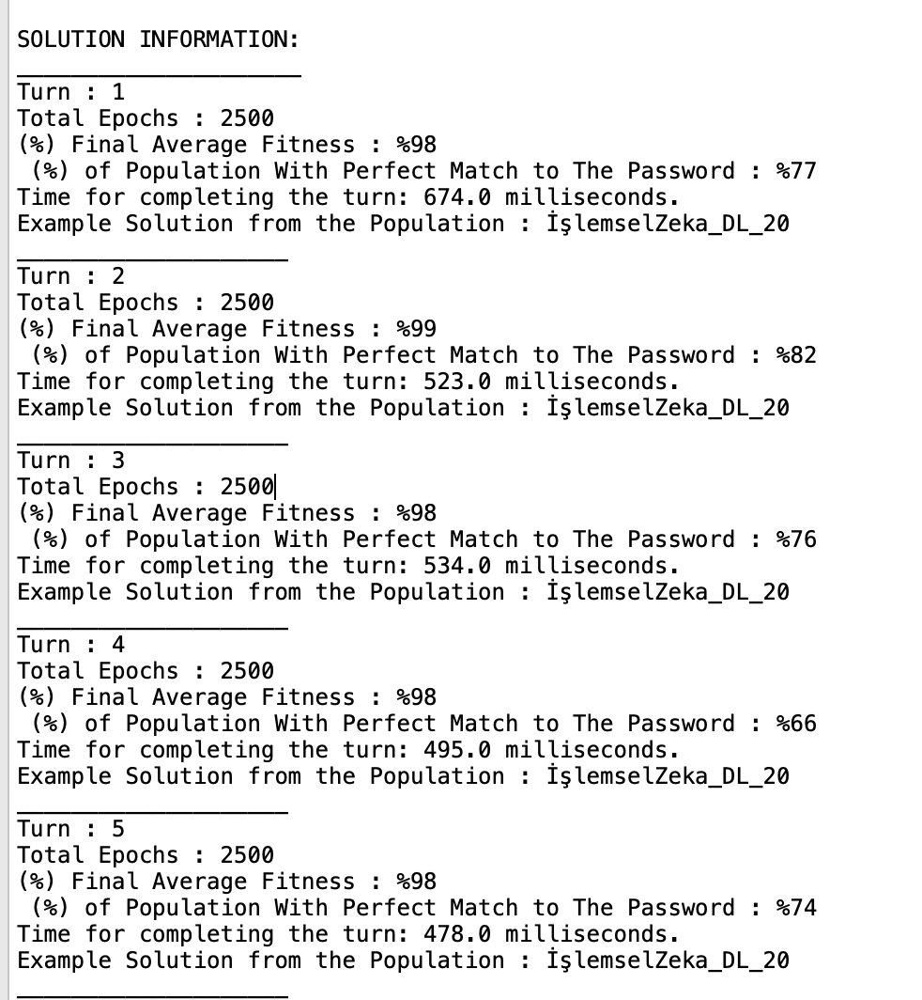 SOLUTION INFORMATION:
_____________________
Turn : 1
Total Epochs : 2500
(%) Final Average Fitness : %98
 (%) of Population With Perfect Match to The Password : %77
Time for completing the turn: 674.0 milliseconds.
Example Solution from the Population : İşlemselZeka_DL_20
____________________
Turn : 2
Total Epochs : 2500
(%) Final Average Fitness : %99
 (%) of Population With Perfect Match to The Password : %82
Time for completing the turn: 523.0 milliseconds.
Example Solution from the Population : İşlemselZeka_DL_20
____________________
Turn : 3
Total Epochs : 2500
(%) Final Average Fitness : %98
 (%) of Population With Perfect Match to The Password : %76
Time for completing the turn: 534.0 milliseconds.
Example Solution from the Population : İşlemselZeka_DL_20
____________________
Turn : 4
Total Epochs : 2500
(%) Final Average Fitness : %98
 (%) of Population With Perfect Match to The Password : %66
Time for completing the turn: 495.0 milliseconds.
Example Solution from the Population : İşlemselZeka_DL_20
____________________
Turn : 5
Total Epochs : 2500
(%) Final Average Fitness : %98
 (%) of Population With Perfect Match to The Password : %74
Time for completing the turn: 478.0 milliseconds.
Example Solution from the Population : İşlemselZeka_DL_20
____________________